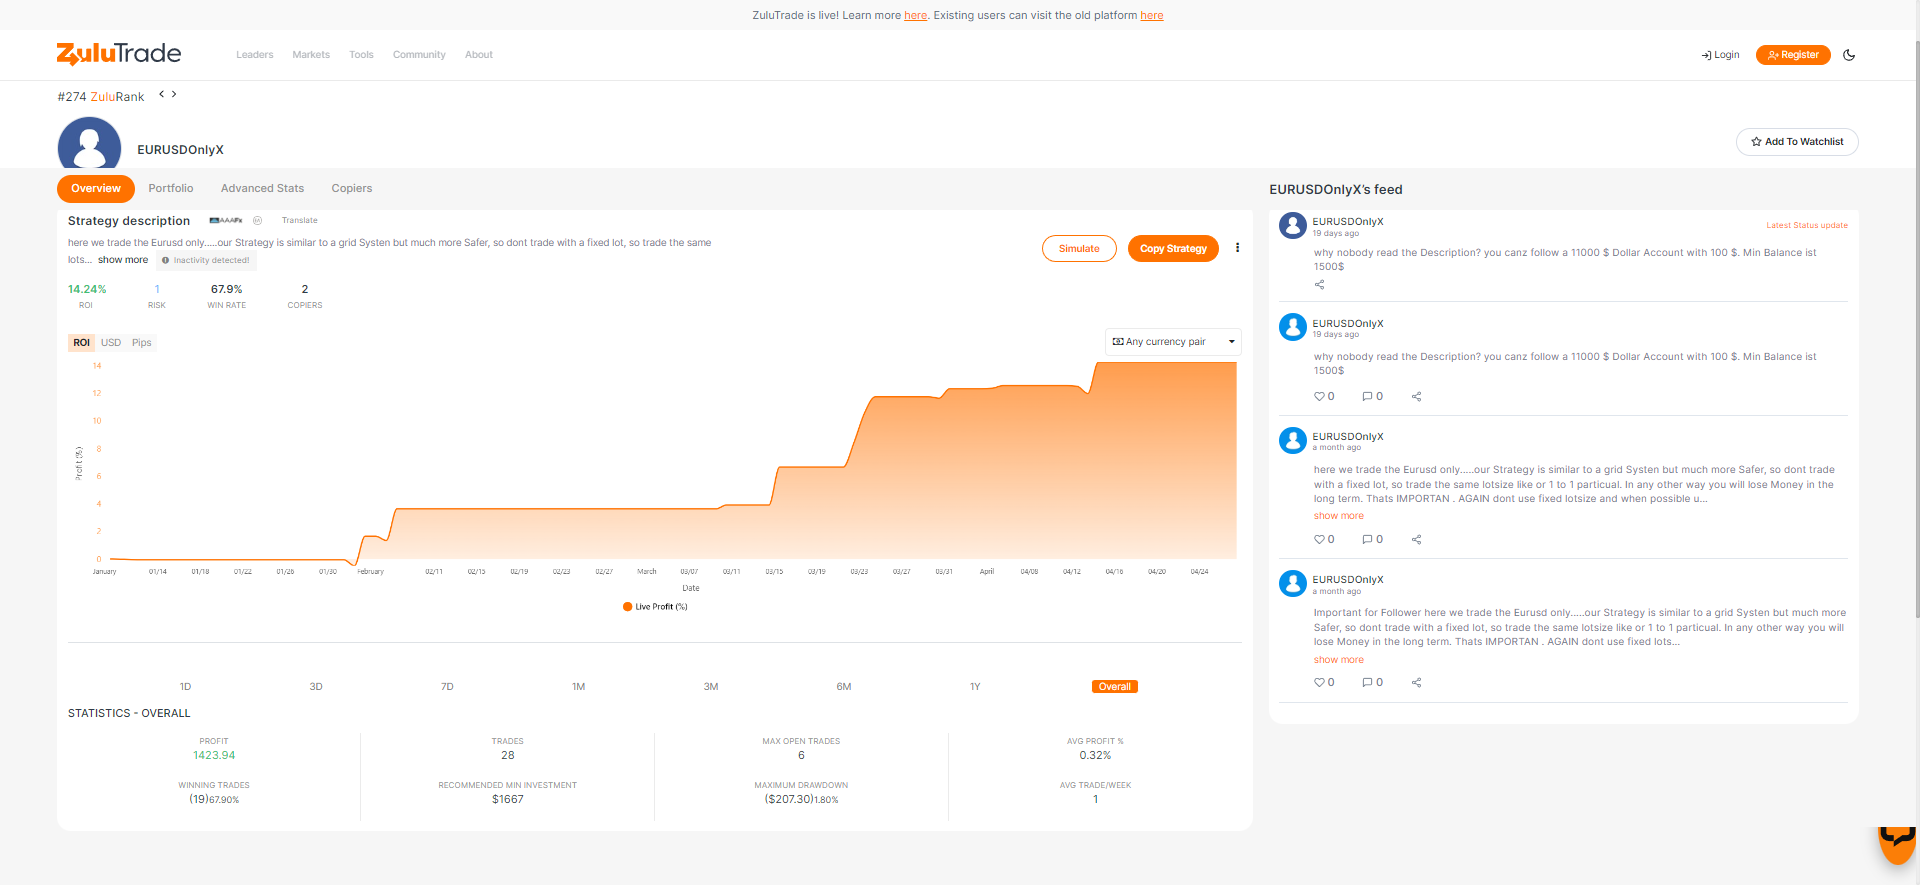 ZuluTrade is live! Learn more here. Existing users can visit the old platform here
ZuluTrade
Leaders
Markets
Tools
Community
About
Login
Register
#274 ZuluRank
EURUSDOnlyX
Add To Watchlist
Overview
Portfolio
Advanced Stats
Copiers
Strategy description
AAAFx
Translate
here we trade the Eurusd only.....our Strategy is similar to a grid Systen but much more Safer, so dont trade with a fixed lot, so trade the same
lots... show more
Inactivity detected!
Simulate
Copy Strategy
14.24%
ROI
1
RISK
67.9%
WIN RATE
2
COPIERS
ROI
USD
Pips
Any currency pair
14
12
10
8
6
4
2
0
Profit (%)
January
01/14
01/18
01/22
01/26
01/30
February
02/11
02/15
02/19
02/23
02/27
March
03/07
03/11
03/15
03/19
03/23
03/27
03/31
April
04/08
04/12
04/16
04/20
04/24
Date
Live Profit (%)
1D
3D
7D
1M
3M
6M
1Y
Overall
STATISTICS - OVERALL
PROFIT
1423.94
TRADES
28
MAX OPEN TRADES
6
AVG PROFIT %
0.32%
WINNING TRADES
(19)67.90%
RECOMMENDED MIN INVESTMENT
$1667
MAXIMUM DRAWDOWN
($207.30)1.80%
AVG TRADE/WEEK
1
EURUSDOnlyX's feed
EURUSDOnlyX
19 days ago
Latest Status update
why nobody read the Description? you canz follow a 11000 $ Dollar Account with 100 $. Min Balance ist
1500$
EURUSDOnlyX
19 days ago
why nobody read the Description? you canz follow a 11000 $ Dollar Account with 100 $. Min Balance ist
1500$
0
0
EURUSDOnlyX
a month ago
here we trade the Eurusd only.....our Strategy is similar to a grid Systen but much more Safer, so dont trade
with a fixed lot, so trade the same lotsize like or 1 to 1 particual. In any other way you will lose Money in the
long term. Thats IMPORTAN . AGAIN dont use fixed lotsize and when possible u...
show more
0
0
EURUSDOnlyX
a month ago
Important for Follower here we trade the Eurusd only.....our Strategy is similar to a grid Systen but much more
Safer, so dont trade with a fixed lot, so trade the same lotsize like or 1 to 1 particual. In any other way you will
lose Money in the long term. Thats IMPORTAN . AGAIN dont use fixed lots...
show more
0
0